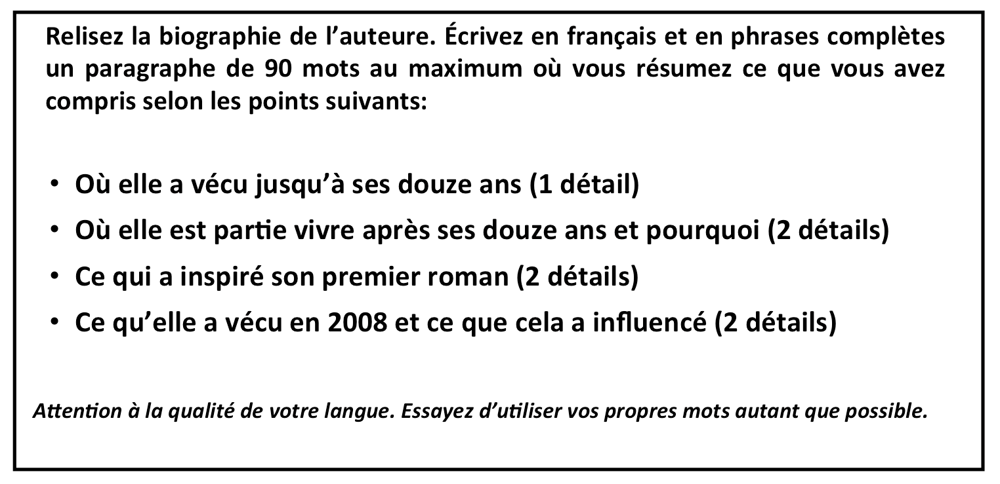 Relisez la biographie de l’auteure. Écrivez en français et en phrases complètes
un paragraphe de 90 mots au maximum où vous résumez ce que vous avez
compris selon les points suivants:
• Où elle a vécu jusqu’à ses douze ans (1 détail)
• Où elle est partie vivre après ses douze ans et pourquoi (2 détails)
• Ce qui a inspiré son premier roman (2 détails)
• Ce qu’elle a vécu en 2008 et ce que cela a influencé (2 détails)
Attention à la qualité de votre langue. Essayez d’utiliser vos propres mots autant que possible.